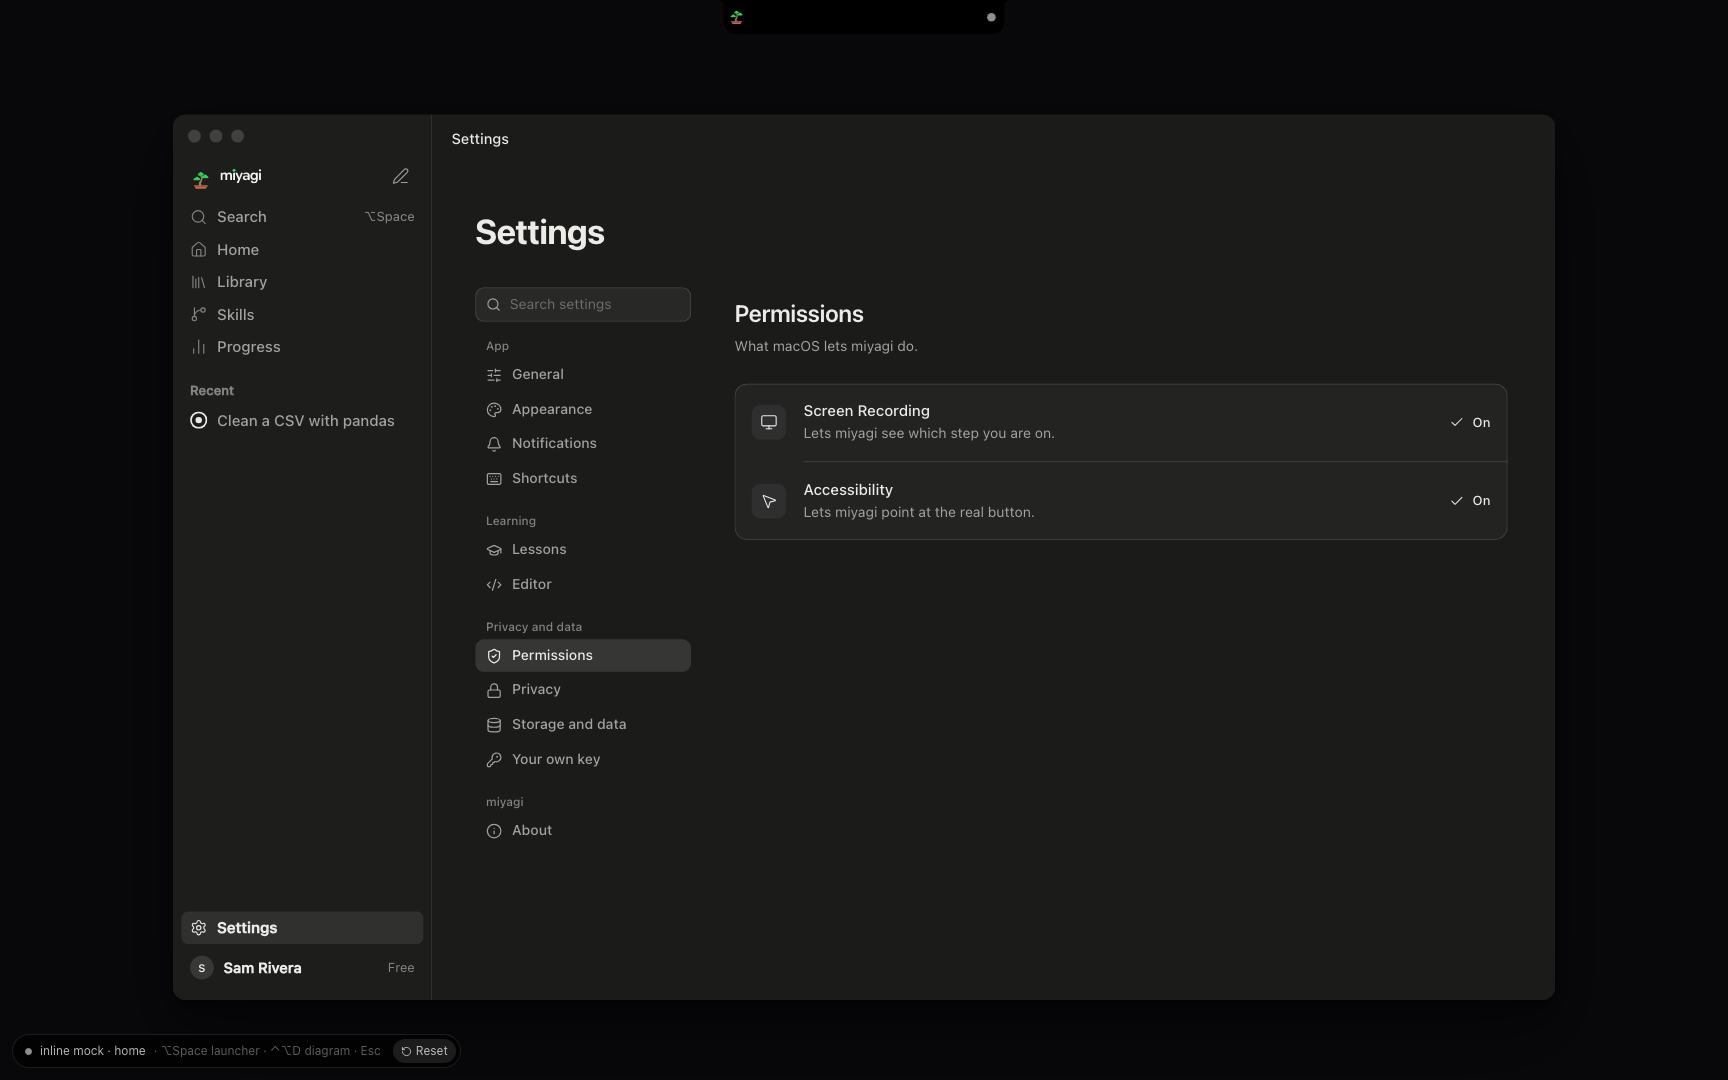 Settings
miyagi
Search ⌥Space
Home
Library
Skills
Progress
Recent
Clean a CSV with pandas
Settings
S Sam Rivera Free
Settings
Search settings
App
General
Appearance
Notifications
Shortcuts
Learning
Lessons
Editor
Privacy and data
Permissions
Privacy
Storage and data
Your own key
miyagi
About
Permissions
What macOS lets miyagi do.
Screen Recording
Lets miyagi see which step you are on.
On
Accessibility
Lets miyagi point at the real button.
On
inline mock · home · ⌥Space launcher · ^⌥D diagram · Esc Reset